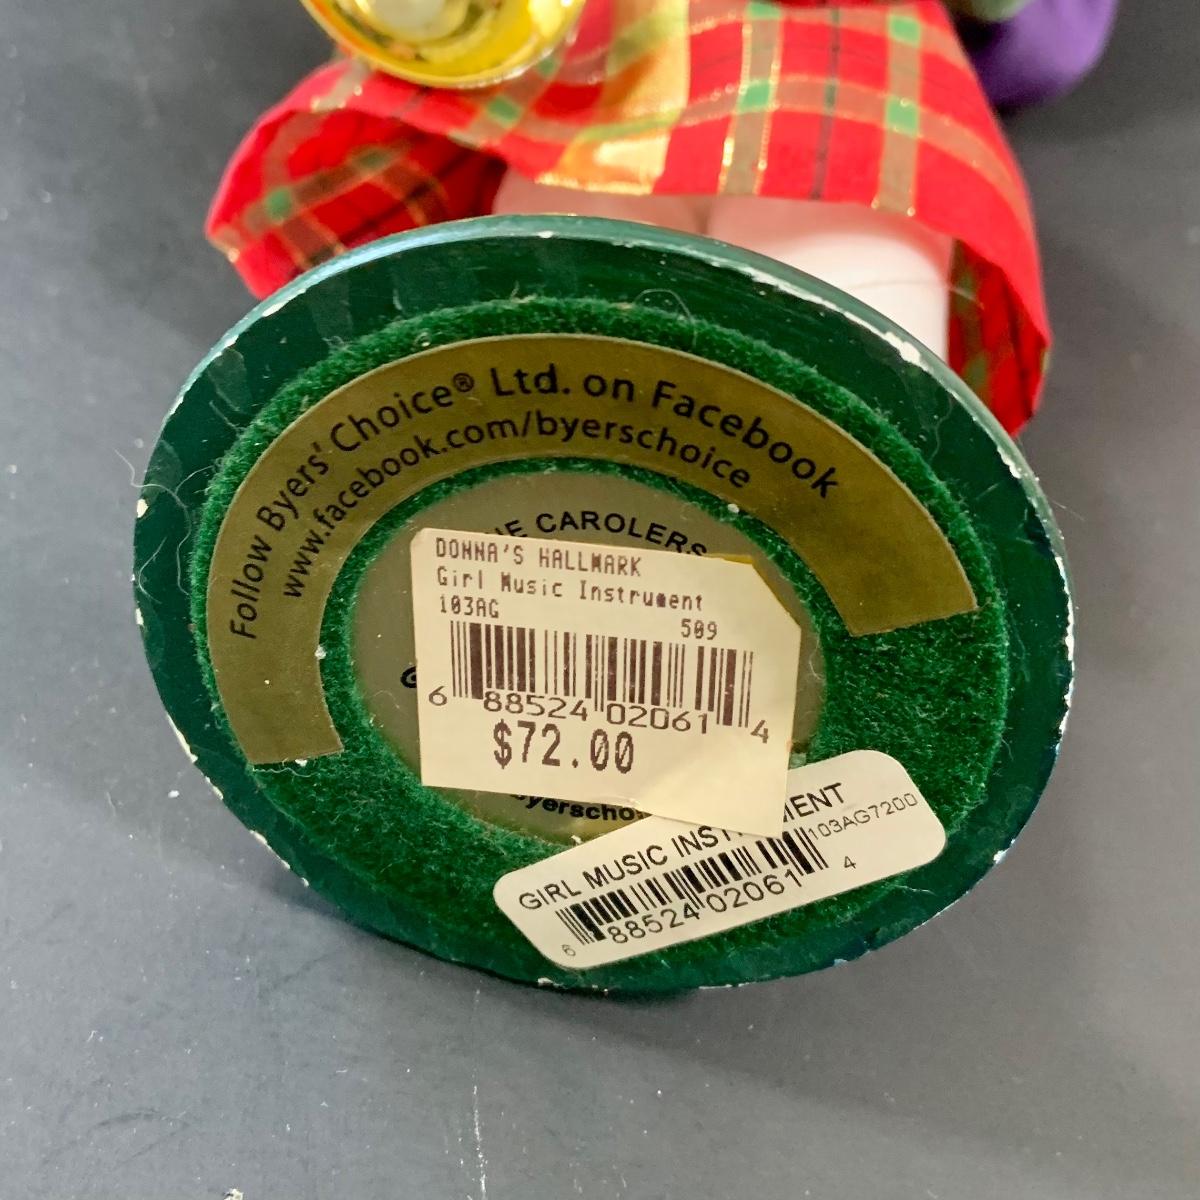 Follow Byers' Choice® Ltd. on Facebook
www.facebook.com/byerschoice
CAROLERS
DONNA'S HALLMARK
Girl Music Instrument
103AG 509
6 88524 02061 4
$72.00
GIRL MUSIC INSTRUMENT
103AG7200
6 88524 02061 4